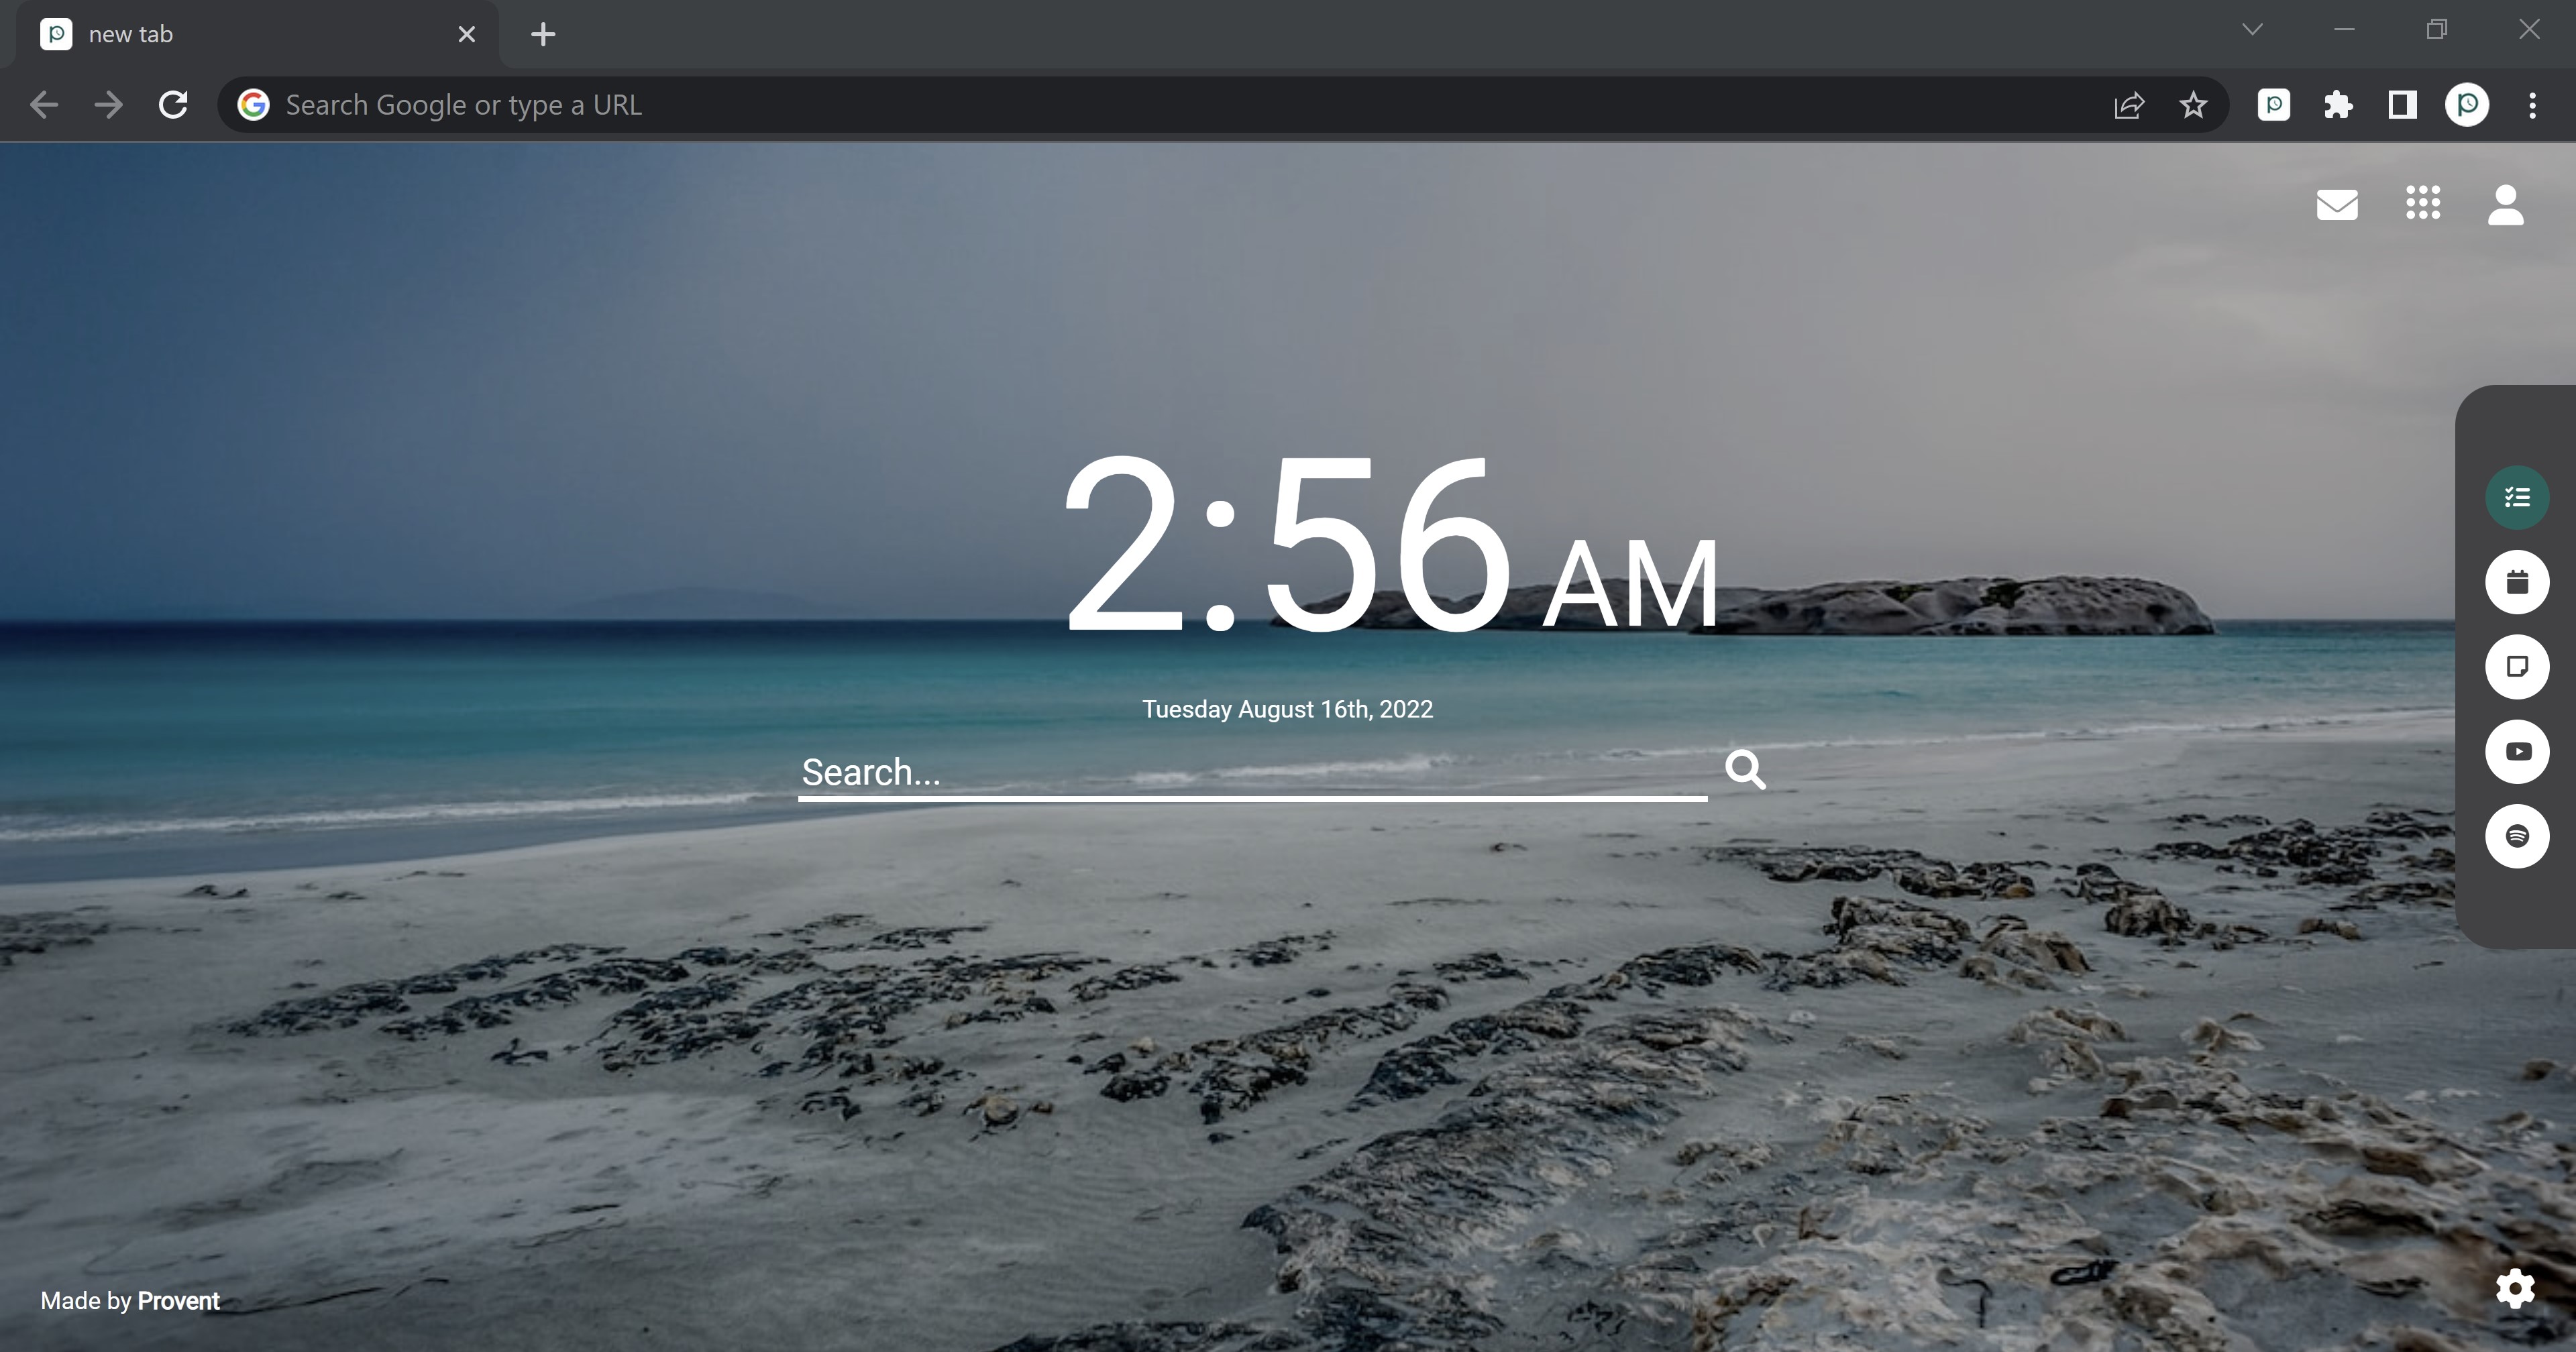 new tab
Search Google or type a URL
2:56 AM
Tuesday August 16th, 2022
Search...
Made by Provent